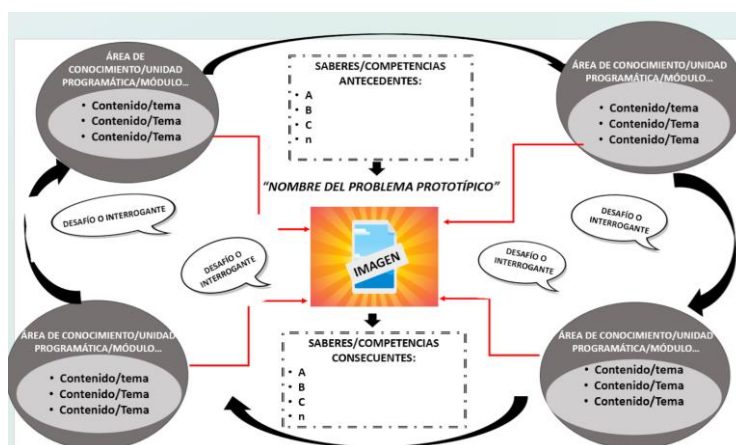 ÁREA DE
CONOCIMIENTO/UNIDAD
PROGRAMÁTICA/MÓDULO...
• Contenido/tema
• Contenido/Tema
• Contenido/Tema
SABERES/COMPETENCIAS
ANTECEDENTES:
• A
• B
• C
• n
ÁREA DE CONOCIMIENTO/UNIDAD
PROGRAMÁTICA/MÓDULO...
• Contenido/tema
• Contenido/Tema
• Contenido/Tema
"NOMBRE DEL PROBLEMA PROTOTÍPICO"
DESAFÍO O INTERROGANTE
DESAFÍO O
INTERROGANTE
IMAGEN
DESAFÍO O
INTERROGANTE
DESAFÍO O
INTERROGANTE
ÁREA DE CONOCIMIENTO/UNIDAD
PROGRAMÁTICA/MÓDULO...
• Contenido/tema
• Contenido/Tema
• Contenido/Tema
SABERES/COMPETENCIAS
CONSECUENTES:
• A
• B
• C
• n
ÁREA DE CONOCIMIENTO/UNIDAD
PROGRAMÁTICA/MÓDULO...
• Contenido/tema
• Contenido/Tema
• Contenido/Tema